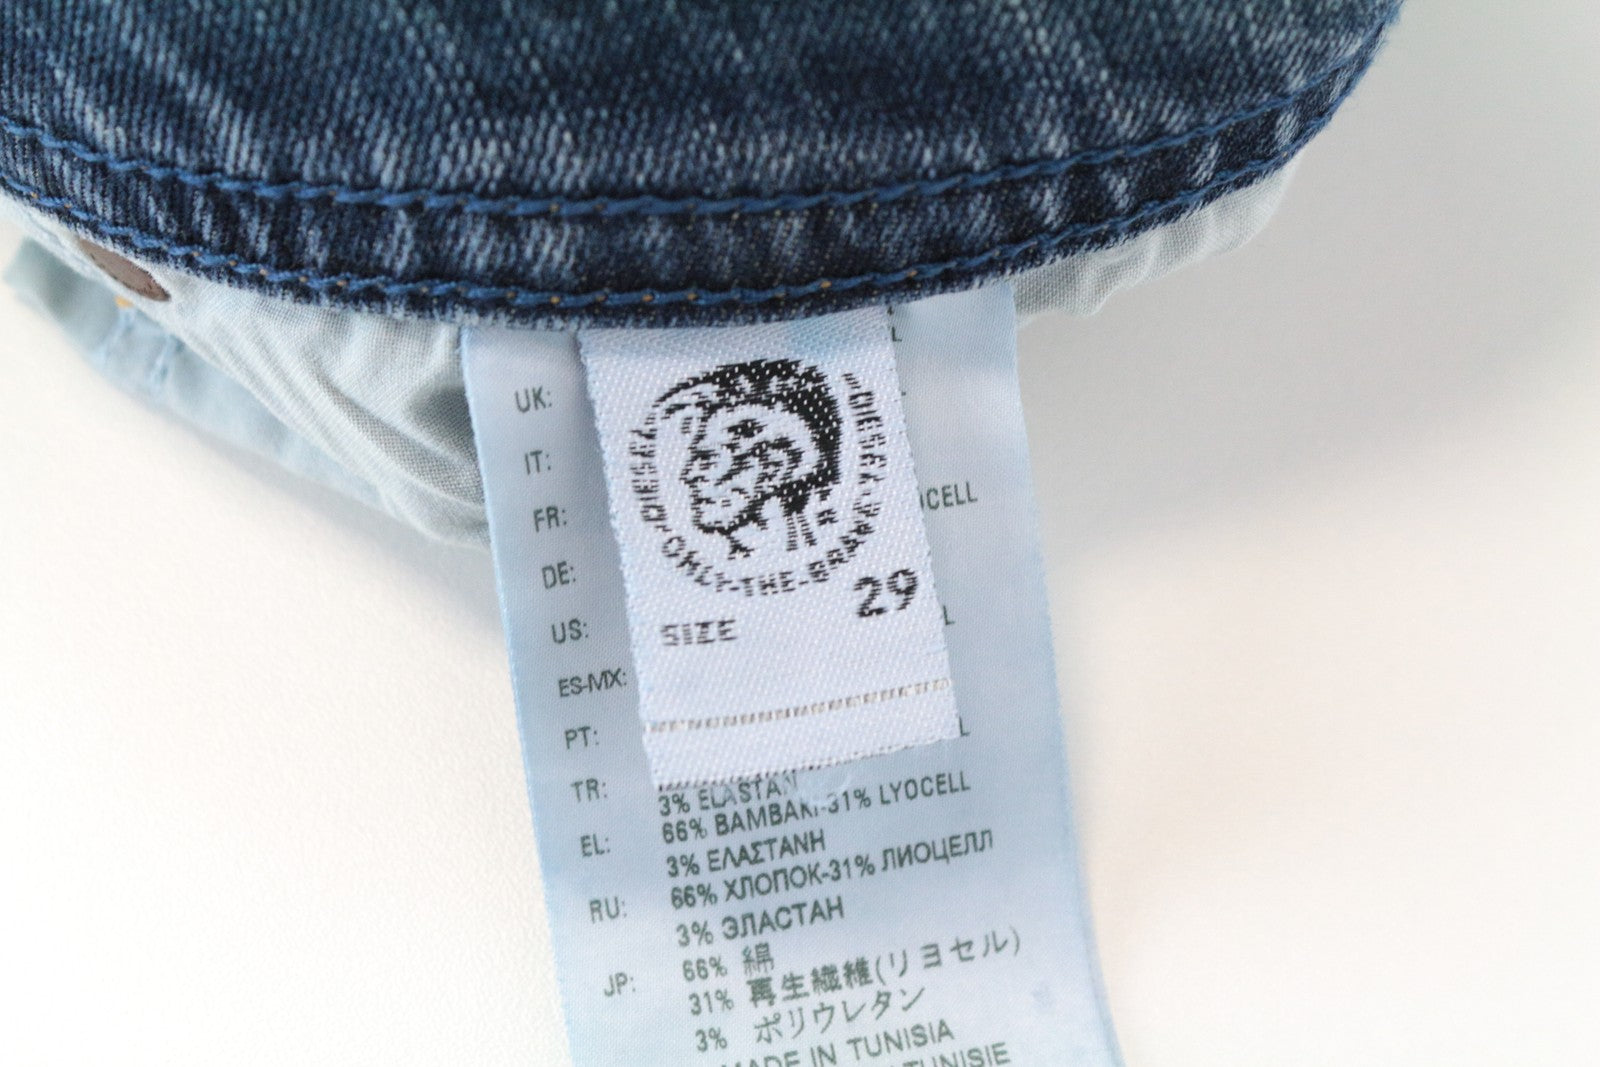 DIESEL
DIESEL
ONLY-THE-BRAVE
SIZE 29
UK:
IT:
FR:
DE:
US:
ES-MX:
PT:
TR:
3% ELASTAN
EL: 66% BAMBAKI-31% LYOCELL
3% ΕΛΑΣΤΑΝΗ
RU: 66% ХЛОПОК-31% ЛИОЦЕЛЛ
3% ЭЛАСТАН
JP: 66% 綿
31% 再生繊維(リヨセル)
3% ポリウレタン
MADE IN TUNISIA
TUNISIE